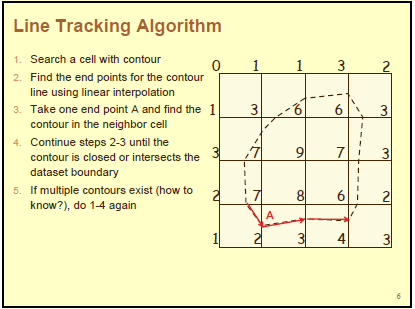 Line Tracking Algorithm
1. Search a cell with contour
2. Find the end points for the contour
line using linear interpolation
3. Take one end point A and find the
contour in the neighbor cell
4. Continue steps 2-3 until the
contour is closed or intersects the
dataset boundary
5. If multiple contours exist (how to
know?), do 1-4 again
0 1 1 3 2
1 3 6 6 3
3 7 9 7 3
2 7 8 6 2
A
1 2 3 4 3
6